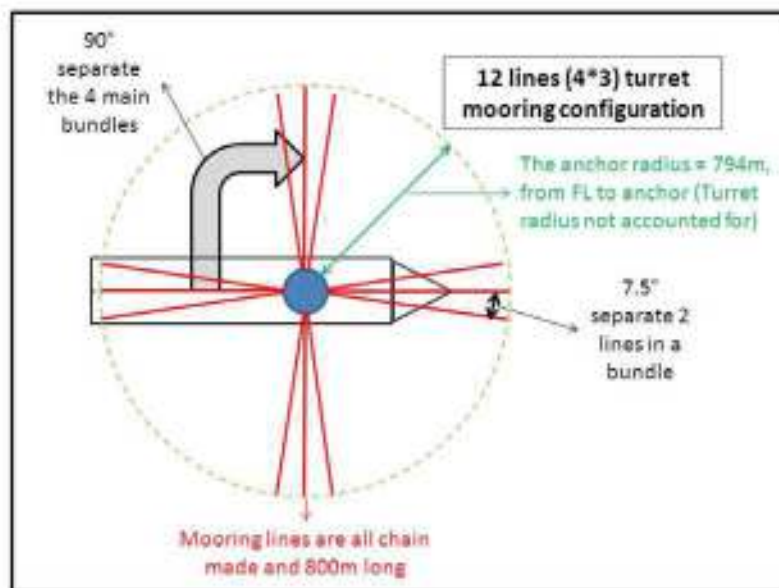 90°
separate
the 4 main
bundles
12 lines (4*3) turret
mooring configuration
The anchor radius = 794m,
from FL to anchor (Turret
radius not accounted for)
7.5°
separate 2
lines in a
bundle
Mooring lines are all chain
made and 800m long